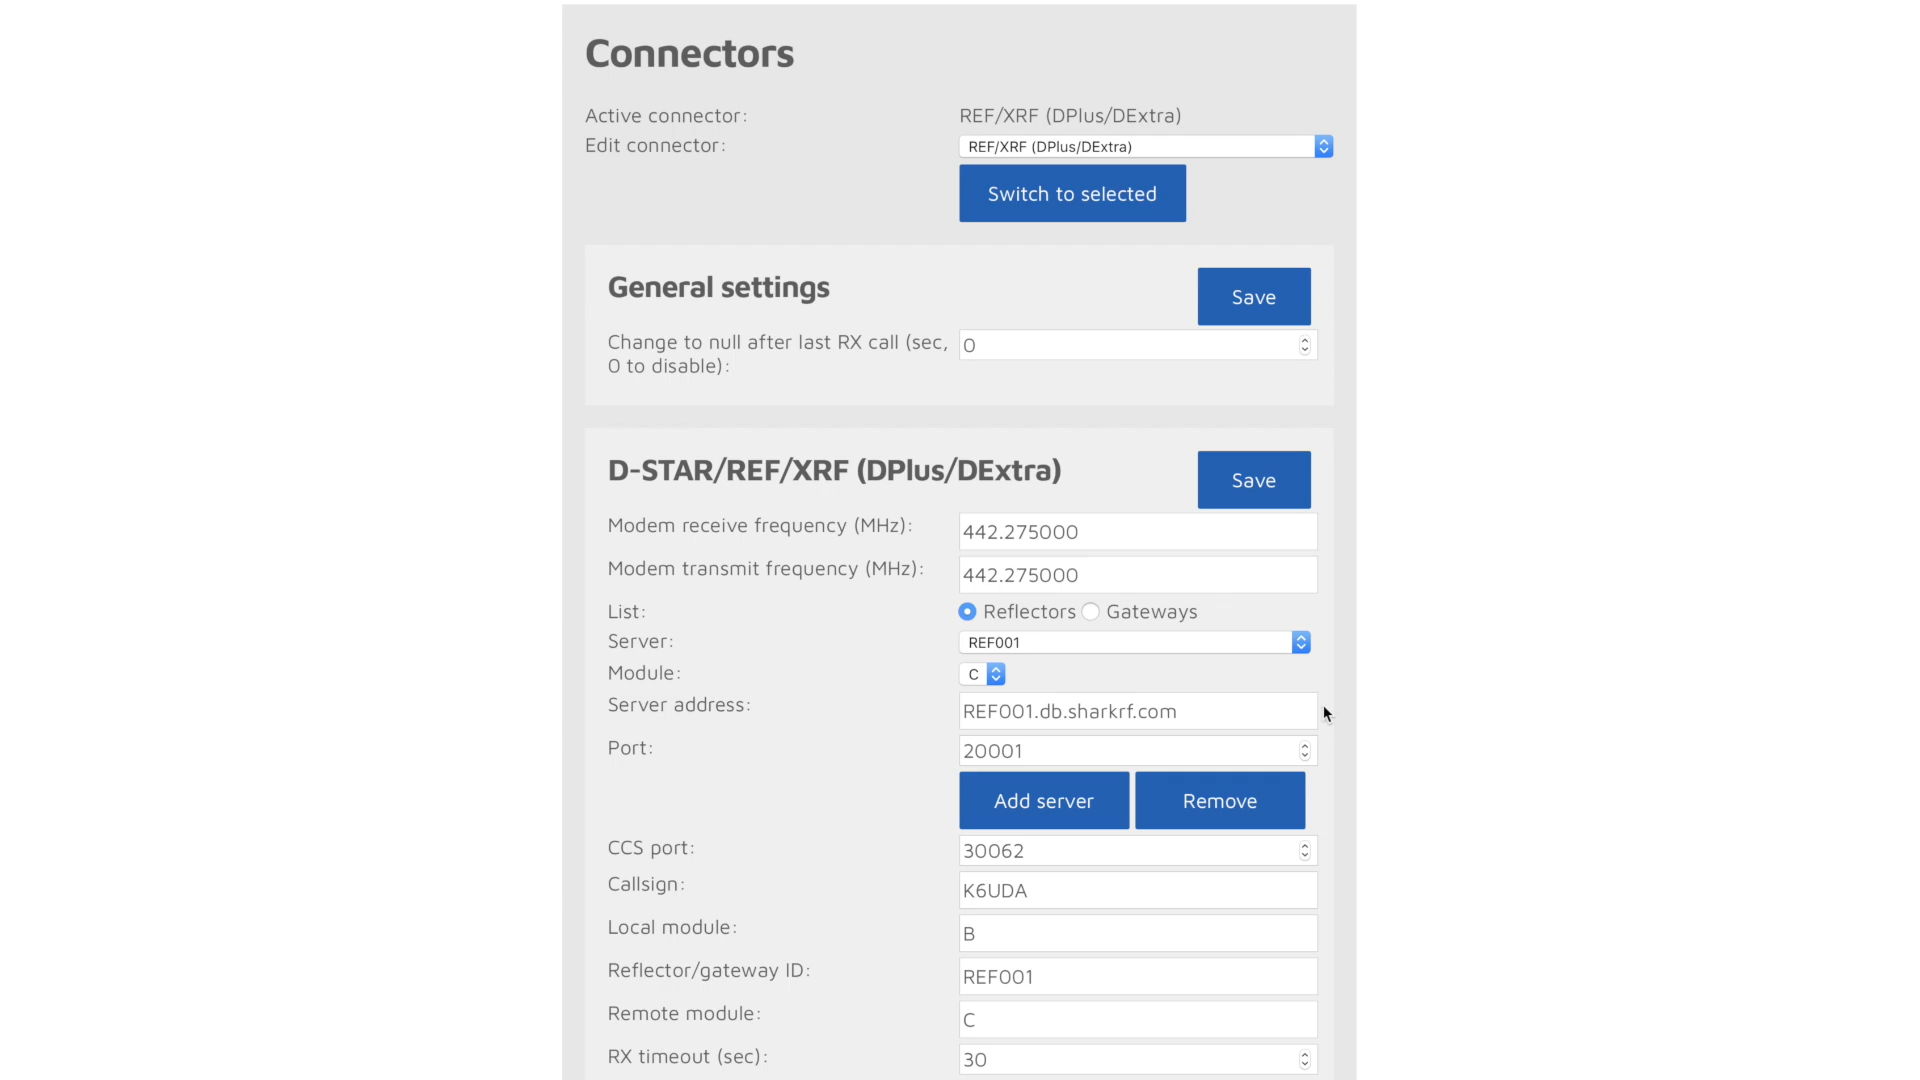 Connectors
Active connector: REF/XRF (DPlus/DExtra)
Edit connector: REF/XRF (DPlus/DExtra)
Switch to selected
General settings Save
Change to null after last RX call (sec, 0
0 to disable):
D-STAR/REF/XRF (DPlus/DExtra) Save
Modem receive frequency (MHz): 442.275000
Modem transmit frequency (MHz): 442.275000
List: Reflectors Gateways
Server: REF001
Module: C
Server address: REF001.db.sharkrf.com
Port: 20001
Add server Remove
CCS port: 30062
Callsign: K6UDA
Local module: B
Reflector/gateway ID: REF001
Remote module: C
RX timeout (sec): 30